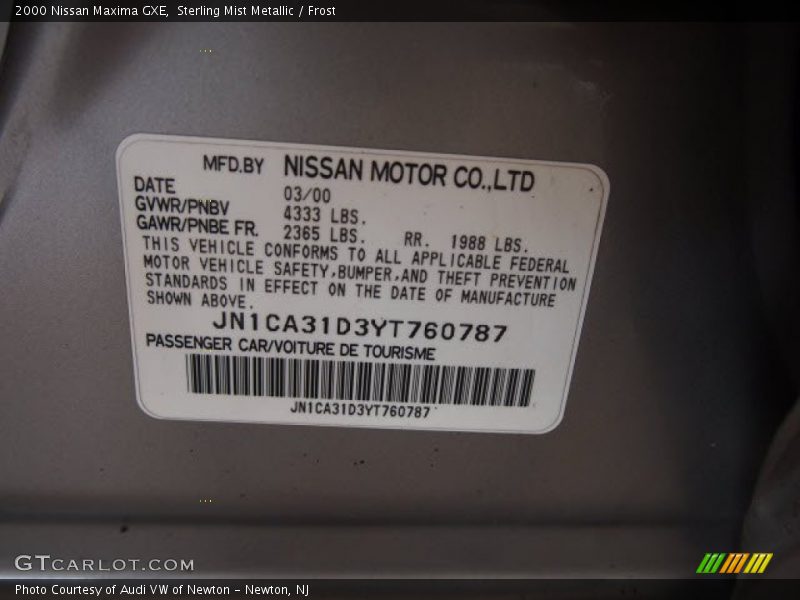 2000 Nissan Maxima GXE,  Sterling Mist Metallic / Frost
MFD.BY NISSAN MOTOR CO.,LTD
DATE 03/00
GVWR/PNBV 4333 LBS.
GAWR/PNBE FR. 2365 LBS. RR. 1988 LBS.
THIS VEHICLE CONFORMS TO ALL APPLICABLE FEDERAL
MOTOR VEHICLE SAFETY,BUMPER,AND THEFT PREVENTION
STANDARDS IN EFFECT ON THE DATE OF MANUFACTURE
SHOWN ABOVE.
JN1CA31D3YT760787
PASSENGER CAR/VOITURE DE TOURISME
JN1CA31D3YT760787
GTCARLOT.COM
Photo Courtesy of Audi VW of Newton - Newton, NJ